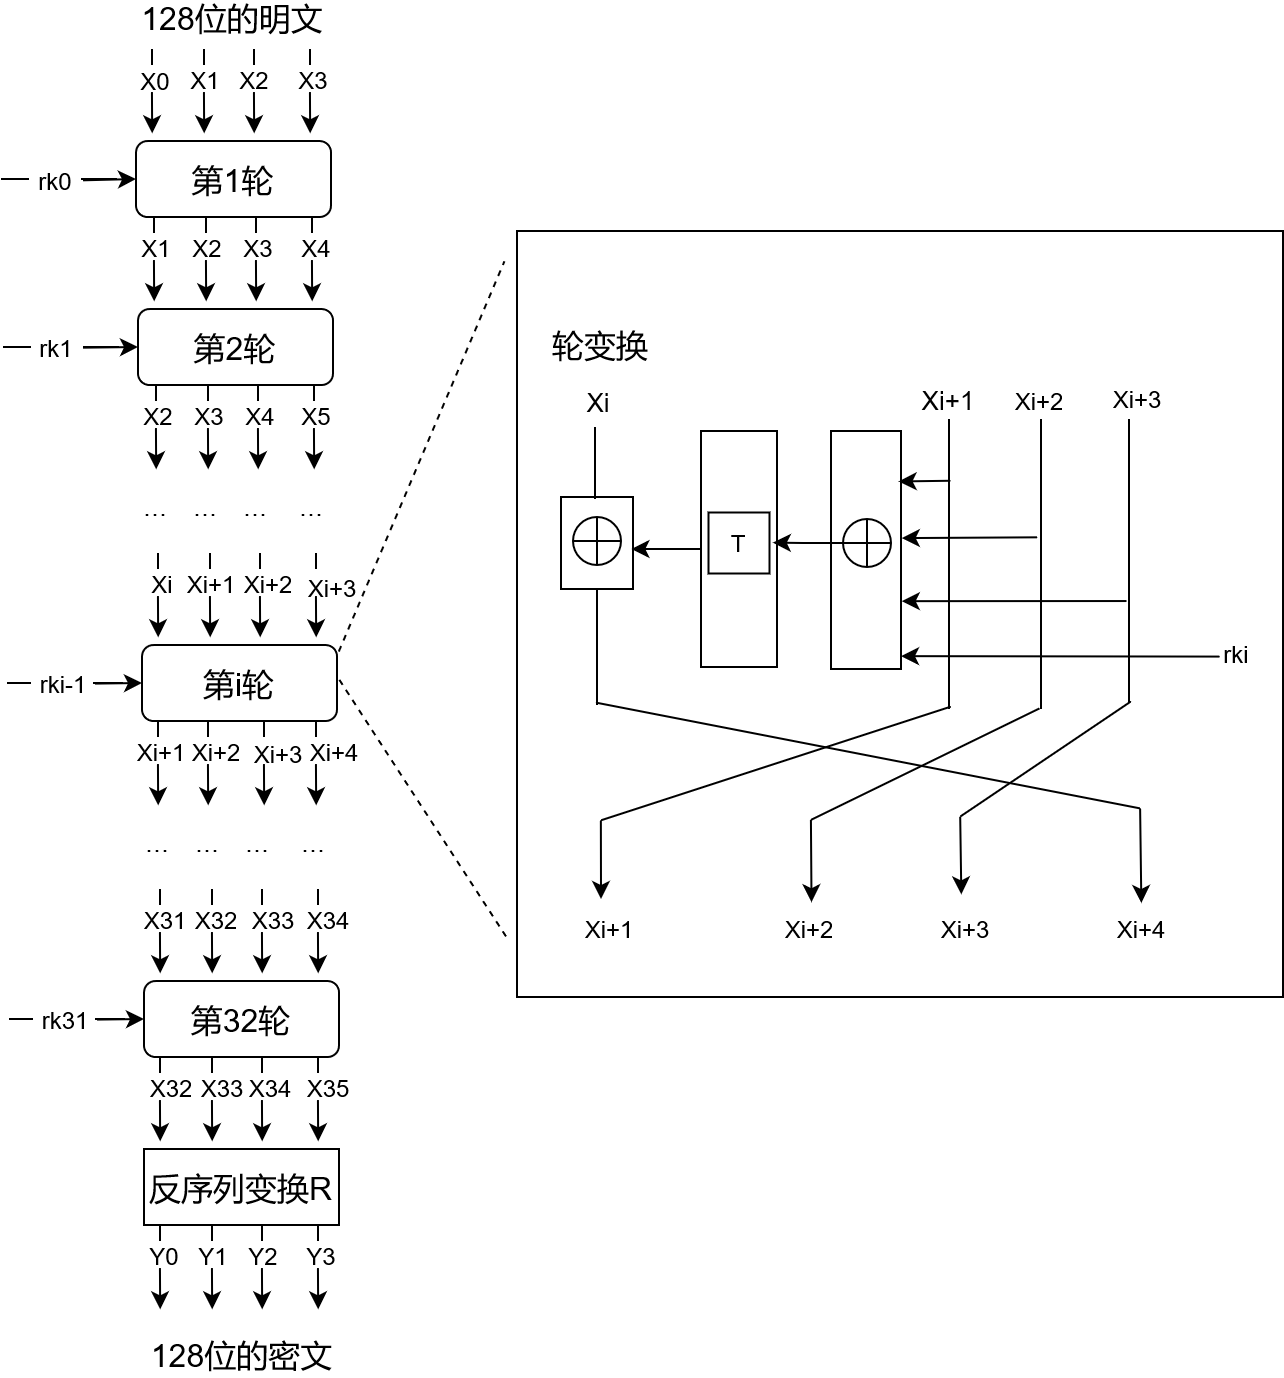 128位的明文
X0 X1 X2 X3
rk0 第1轮
X1 X2 X3 X4
rk1 第2轮
X2 X3 X4 X5
... ... ... ...
Xi Xi+1 Xi+2 Xi+3
rki-1 第i轮
Xi+1 Xi+2 Xi+3 Xi+4
... ... ... ...
X31 X32 X33 X34
rk31 第32轮
X32 X33 X34 X35
反序列变换R
Y0 Y1 Y2 Y3
128位的密文
轮变换
Xi Xi+1 Xi+2 Xi+3
T
rki
Xi+1 Xi+2 Xi+3 Xi+4